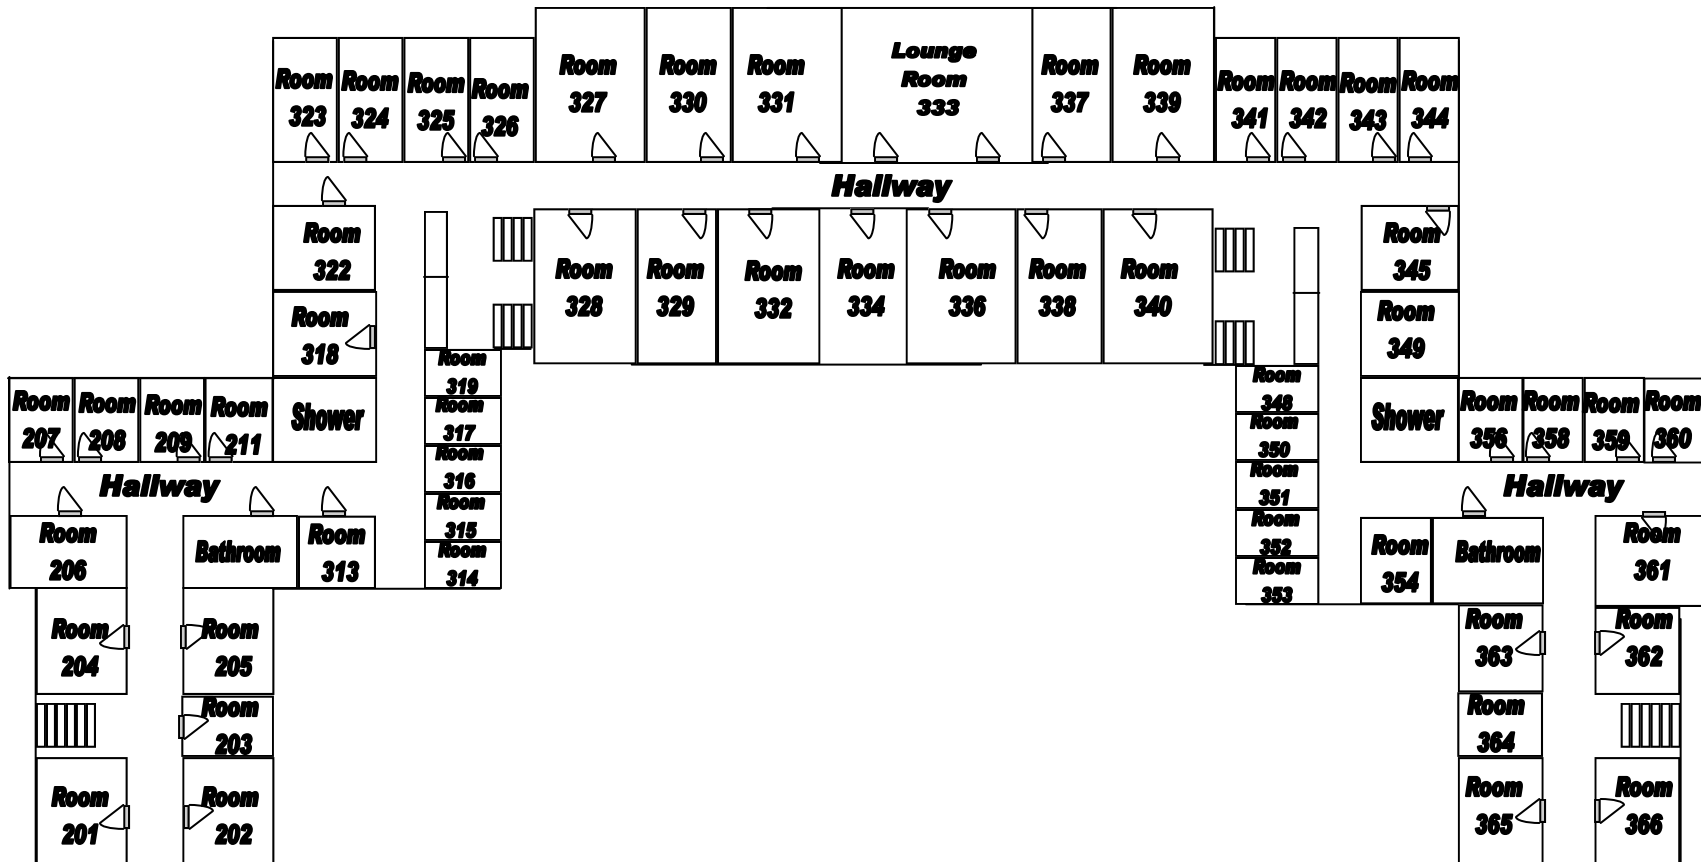 Room
323
Room
324
Room
325
Room
326
Room
327
Room
330
Room
331
Lounge
Room
333
Room
337
Room
339
Room
341
Room
342
Room
343
Room
344
Hallway
Room
322
Room
328
Room
329
Room
332
Room
334
Room
336
Room
338
Room
340
Room
345
Room
318
Room
349
Room
319
Room
317
Room
316
Room
315
Room
314
Room
348
Room
350
Room
351
Room
352
Room
353
Room
207
Room
208
Room
209
Room
211
Shower
Shower
Room
356
Room
358
Room
359
Room
360
Hallway
Hallway
Room
206
Bathroom
Room
313
Room
354
Bathroom
Room
361
Room
204
Room
205
Room
363
Room
362
Room
203
Room
364
Room
201
Room
202
Room
365
Room
366